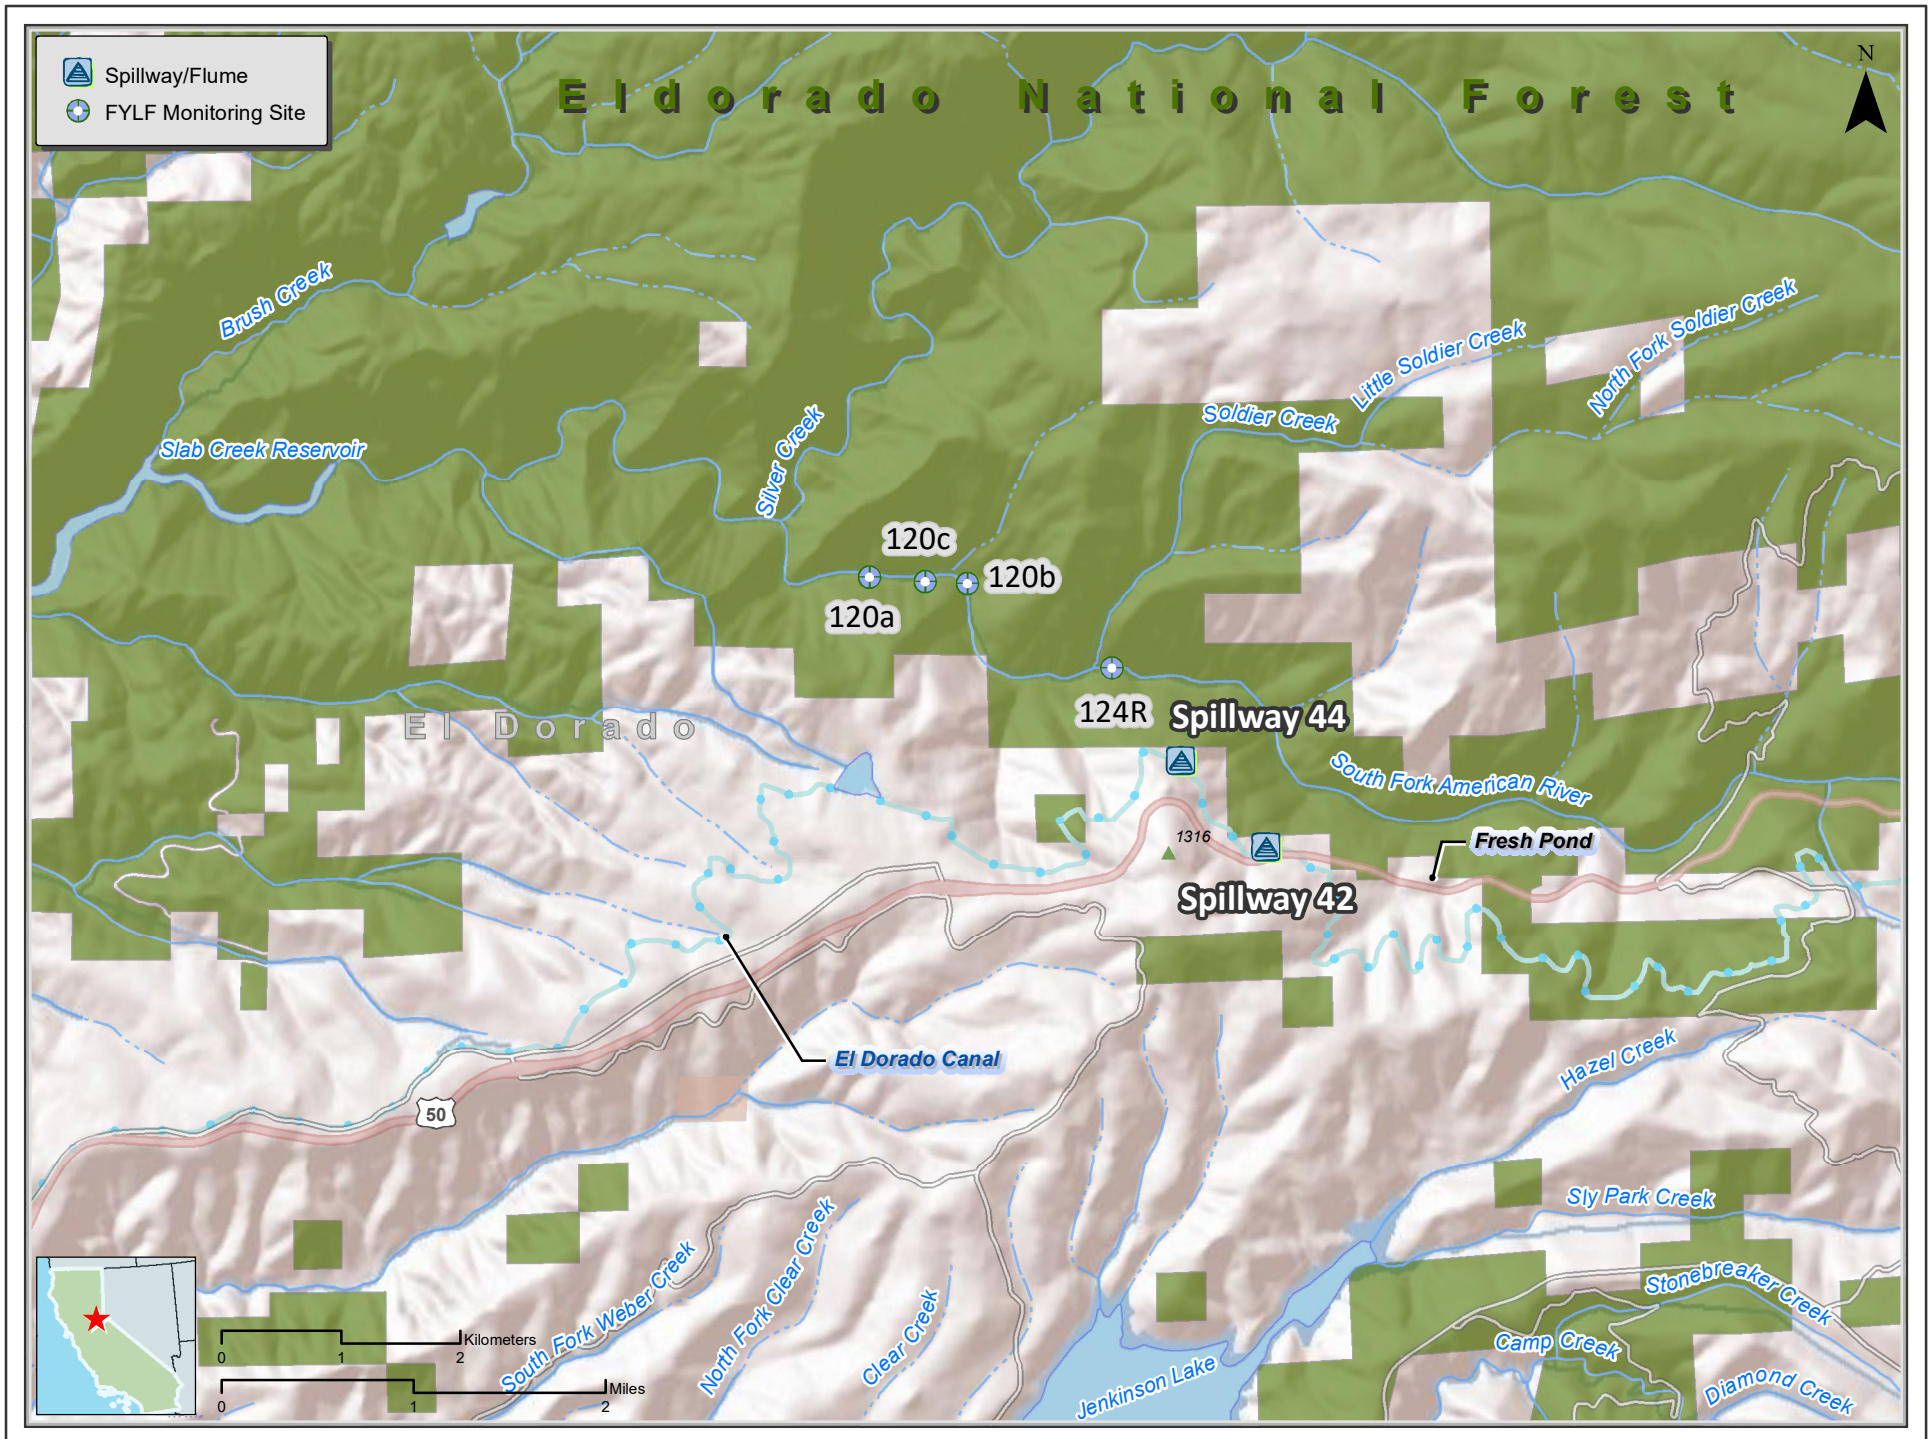 Spillway/Flume
FYLF Monitoring Site
Eldorado National Forest
N
Brush Creek
North Fork Soldier Creek
Little Soldier Creek
Soldier Creek
Silver Creek
Slab Creek Reservoir
120c
120b
120a
124R
Spillway 44
El Dorado
South Fork American River
1316
Fresh Pond
Spillway 42
El Dorado Canal
Hazel Creek
50
Sly Park Creek
Stonebreaker Creek
South Fork Weber Creek
North Fork Clear Creek
Clear Creek
Camp Creek
Jenkinson Lake
Diamond Creek
Kilometers
0 1 2
Miles
0 1 2